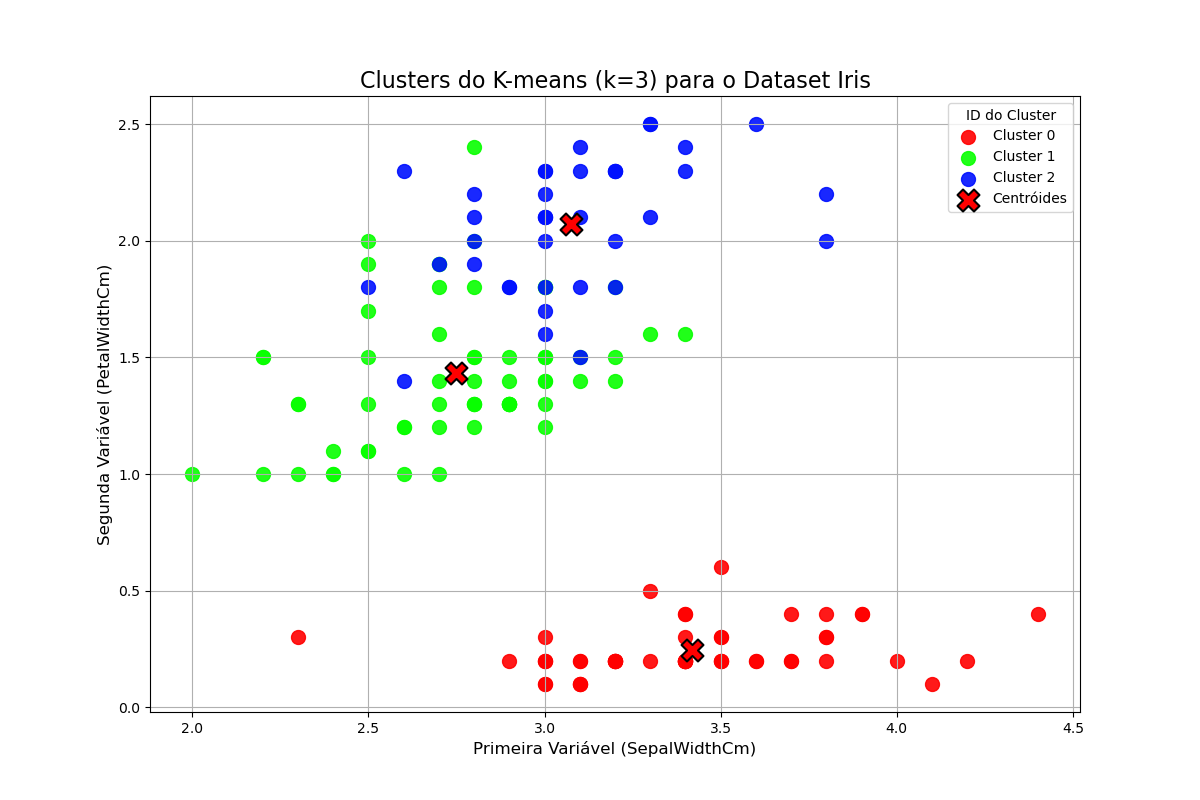 Clusters do K-means (k=3) para o Dataset Iris
ID do Cluster
Cluster 0
Cluster 1
Cluster 2
Centróides
2.5
2.0
1.5
1.0
0.5
0.0
Segunda Variável (PetalWidthCm)
2.0 2.5 3.0 3.5 4.0 4.5
Primeira Variável (SepalWidthCm)